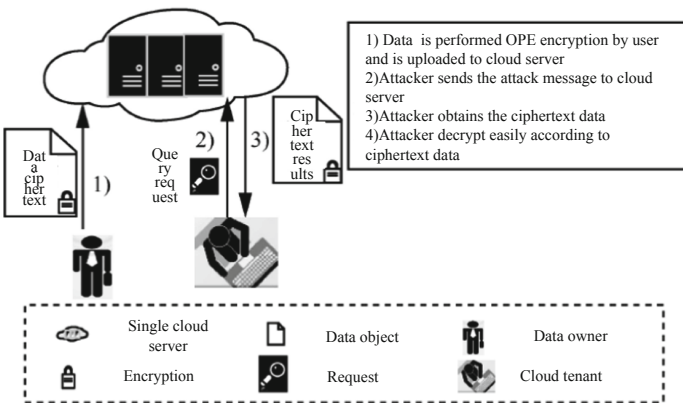 1) Data is performed OPE encryption by user
and is uploaded to cloud server
2)Attacker sends the attack message to cloud
server
3)Attacker obtains the ciphertext data
4)Attacker decrypt easily according to
ciphertext data
Dat
a cip
her
text
1)
Que
ry req
uest
2)
3)
Cip
her
text
res
ults
Single cloud
server
Data object
Data owner
Encryption
Request
Cloud tenant